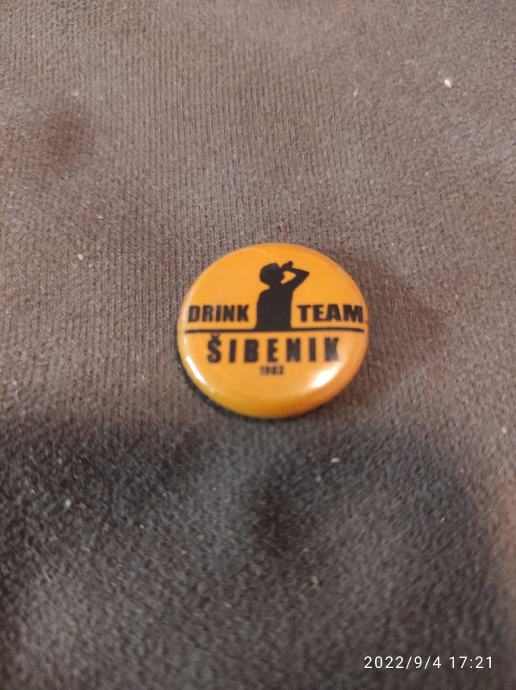 DRINK TEAM
ŠIBENIK
1983
2022/9/4 17:21